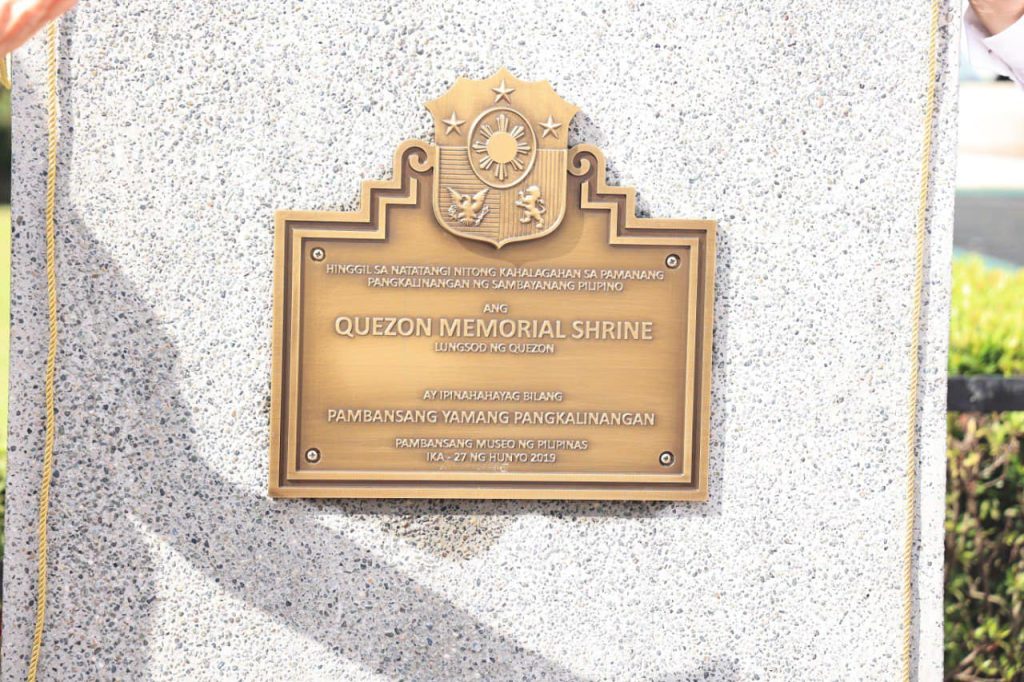 HINGGIL SA NATATANGI NITONG KAHALAGAHAN SA PAMANANG
PANGKALINANGAN NG SAMBAYANANG PILIPINO
ANG
QUEZON MEMORIAL SHRINE
LUNGSOD NG QUEZON
AY IPINAHAHAYAG BILANG
PAMBANSANG YAMANG PANGKALINANGAN
PAMBANSANG MUSEO NG PILIPINAS
IKA - 27 NG HUNYO 2019